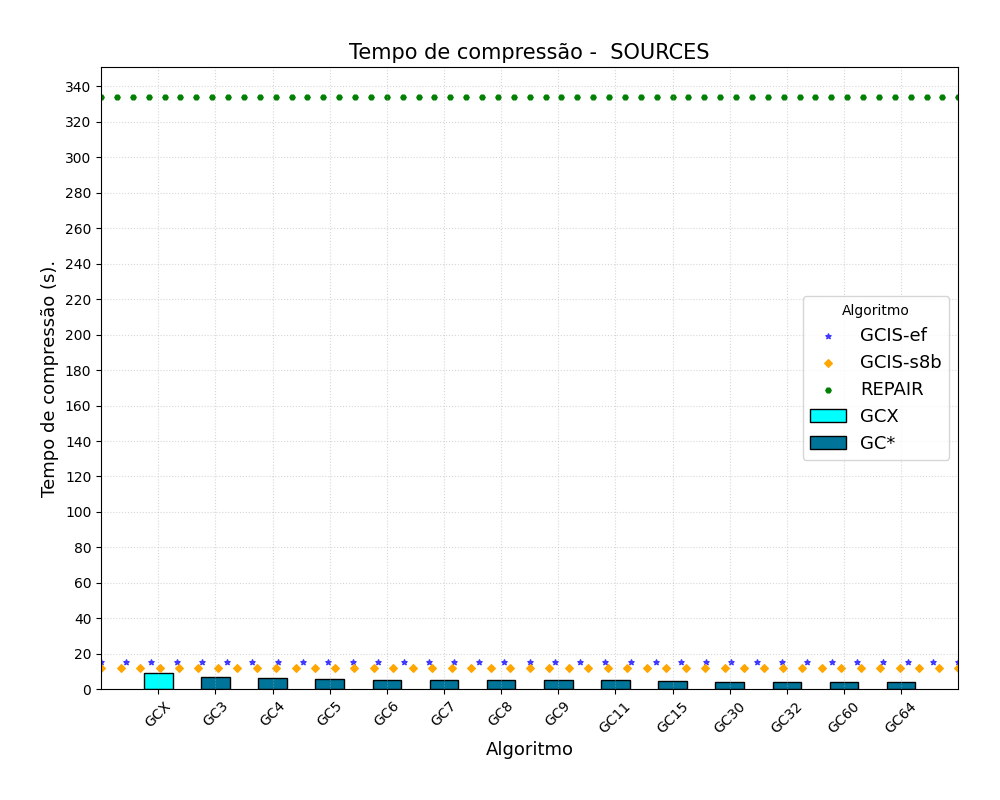 Tempo de compressão -  SOURCES
Tempo de compressão (s).
340
320
300
280
260
240
220
200
180
160
140
120
100
80
60
40
20
0
Algoritmo
GCIS-ef
GCIS-s8b
REPAIR
GCX
GC*
GCX
GC3
GC4
GC5
GC6
GC7
GC8
GC9
GC11
GC15
GC30
GC32
GC60
GC64
Algoritmo